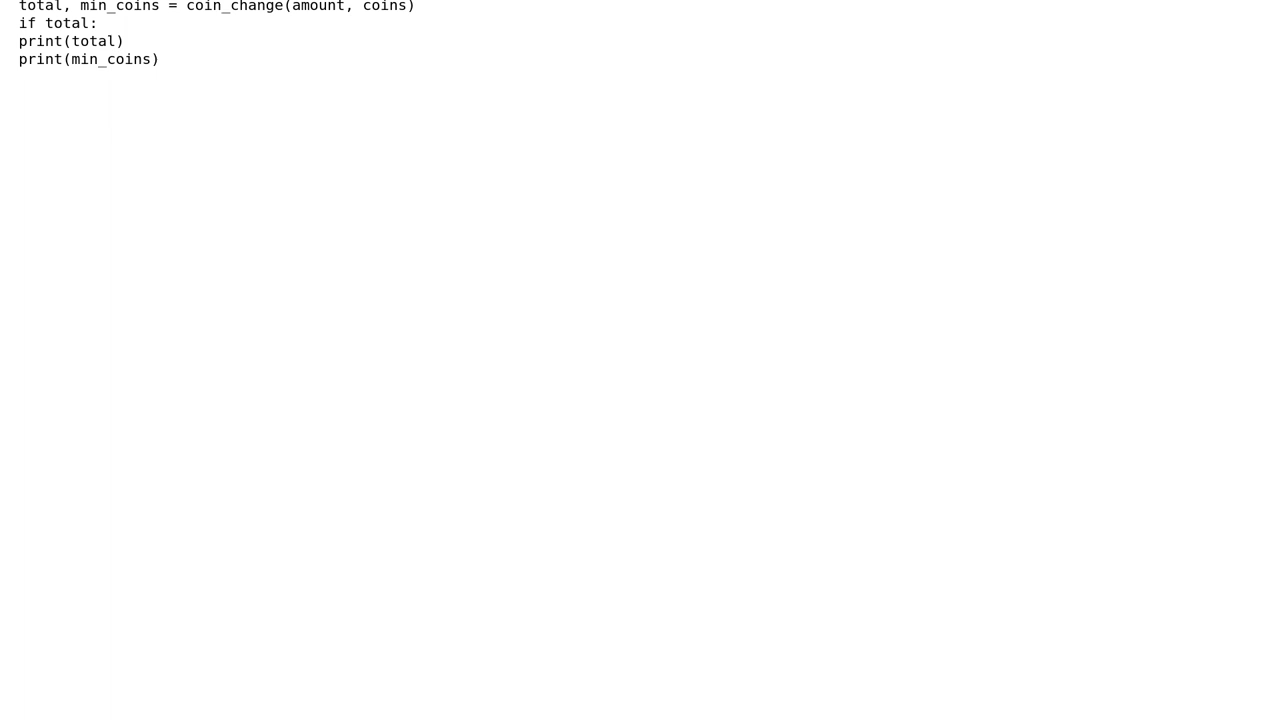 total, min_coins = coin_change(amount, coins)
if total:
print(total)
print(min_coins)